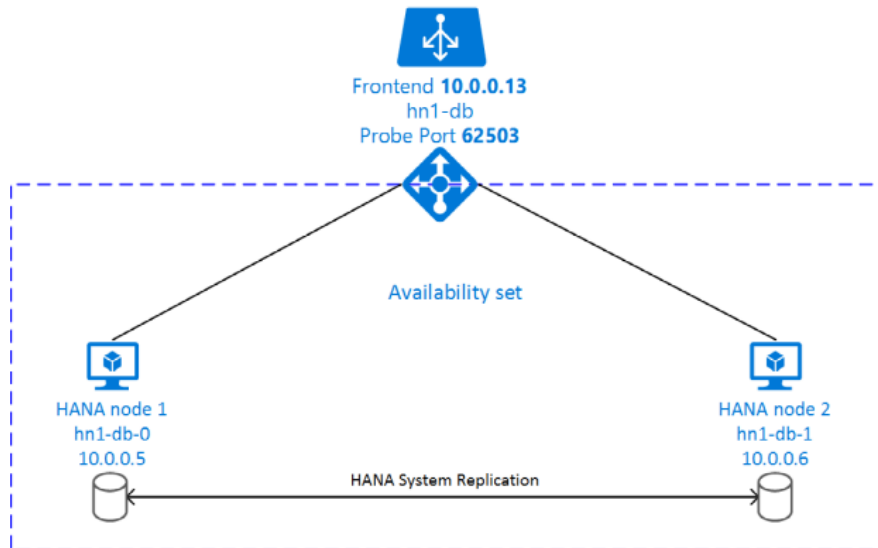 Frontend 10.0.0.13
hn1-db
Probe Port 62503
Availability set
HANA node 1
hn1-db-0
10.0.0.5
HANA node 2
hn1-db-1
10.0.0.6
HANA System Replication